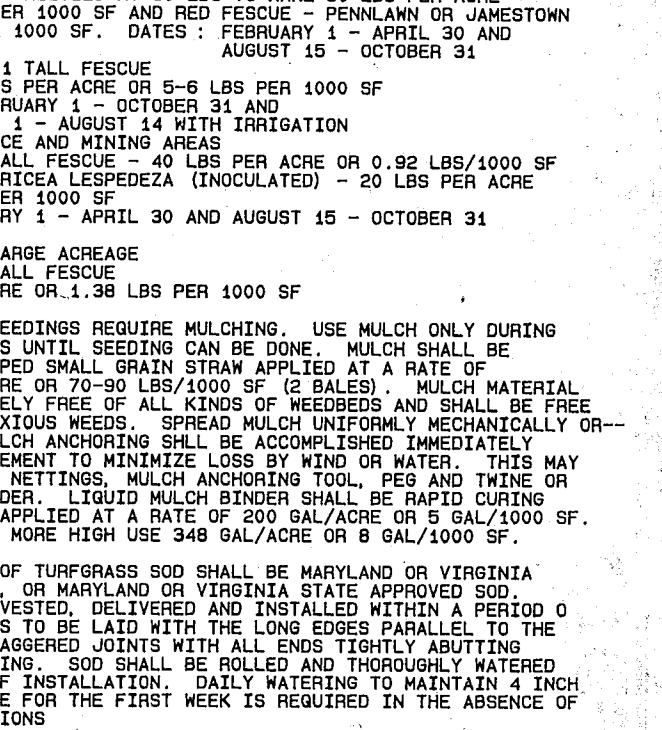 ER 1000 SF AND RED FESCUE - PENNLAWN OR JAMESTOWN
1000 SF. DATES : FEBRUARY 1 - APRIL 30 AND
AUGUST 15 - OCTOBER 31
1 TALL FESCUE
S PER ACRE OR 5-6 LBS PER 1000 SF
RUARY 1 - OCTOBER 31 AND
1 - AUGUST 14 WITH IRRIGATION
CE AND MINING AREAS
ALL FESCUE - 40 LBS PER ACRE OR 0.92 LBS/1000 SF
RICEA LESPEDEZA (INOCULATED) - 20 LBS PER ACRE
ER 1000 SF
RY 1 - APRIL 30 AND AUGUST 15 - OCTOBER 31
ARGE ACREAGE
ALL FESCUE
RE OR 1.38 LBS PER 1000 SF
EEDINGS REQUIRE MULCHING. USE MULCH ONLY DURING
S UNTIL SEEDING CAN BE DONE. MULCH SHALL BE
PED SMALL GRAIN STRAW APPLIED AT A RATE OF
RE OR 70-90 LBS/1000 SF (2 BALES). MULCH MATERIAL
ELY FREE OF ALL KINDS OF WEEDBEDS AND SHALL BE FREE
XIOUS WEEDS. SPREAD MULCH UNIFORMLY MECHANICALLY OR--
LCH ANCHORING SHLL BE ACCOMPLISHED IMMEDIATELY
EMENT TO MINIMIZE LOSS BY WIND OR WATER. THIS MAY
NETTINGS, MULCH ANCHORING TOOL, PEG AND TWINE OR
DER. LIQUID MULCH BINDER SHALL BE RAPID CURING
APPLIED AT A RATE OF 200 GAL/ACRE OR 5 GAL/1000 SF.
MORE HIGH USE 348 GAL/ACRE OR 8 GAL/1000 SF.
OF TURFGRASS SOD SHALL BE MARYLAND OR VIRGINIA
, OR MARYLAND OR VIRGINIA STATE APPROVED SOD.
VESTED, DELIVERED AND INSTALLED WITHIN A PERIOD O
S TO BE LAID WITH THE LONG EDGES PARALLEL TO THE
AGGERED JOINTS WITH ALL ENDS TIGHTLY ABUTTING
ING. SOD SHALL BE ROLLED AND THOROUGHLY WATERED
F INSTALLATION. DAILY WATERING TO MAINTAIN 4 INCH
E FOR THE FIRST WEEK IS REQUIRED IN THE ABSENCE OF
IONS